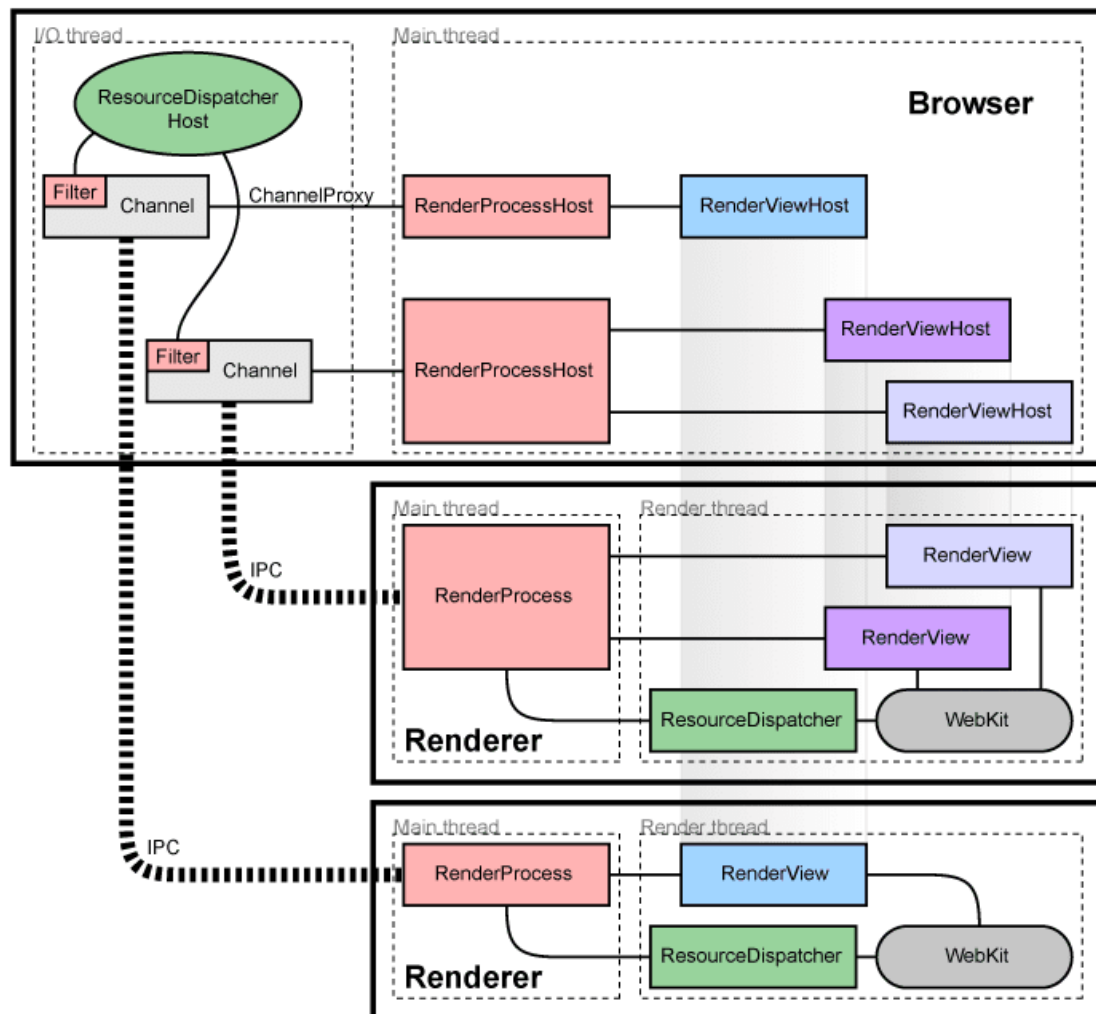 I/O thread
Main thread
ResourceDispatcher
Host
Browser
Filter
Channel
ChannelProxy
RenderProcessHost
RenderViewHost
RenderViewHost
Filter
Channel
RenderProcessHost
RenderViewHost
Main thread
Render thread
RenderView
IPC
RenderProcess
RenderView
ResourceDispatcher
WebKit
Renderer
Main thread
Render thread
IPC
RenderProcess
RenderView
ResourceDispatcher
WebKit
Renderer